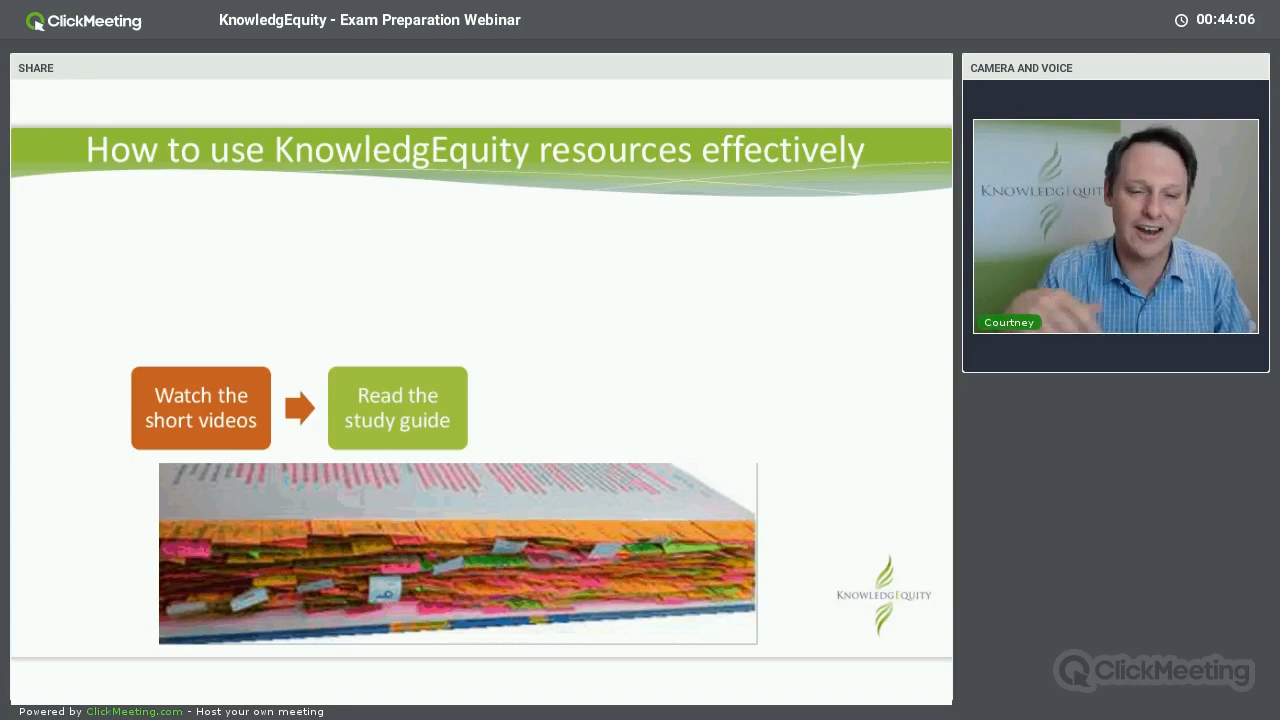 ClickMeeting
KnowledgEquity - Exam Preparation Webinar
00:44:06
SHARE
CAMERA AND VOICE
How to use KnowledgEquity resources effectively
KNOWLEDGEQUIT
Courtney
Watch the
short videos
Read the
study guide
KNOWLEDGEQUITY
ClickMeeting
Powered by ClickMeeting.com - Host your own meeting